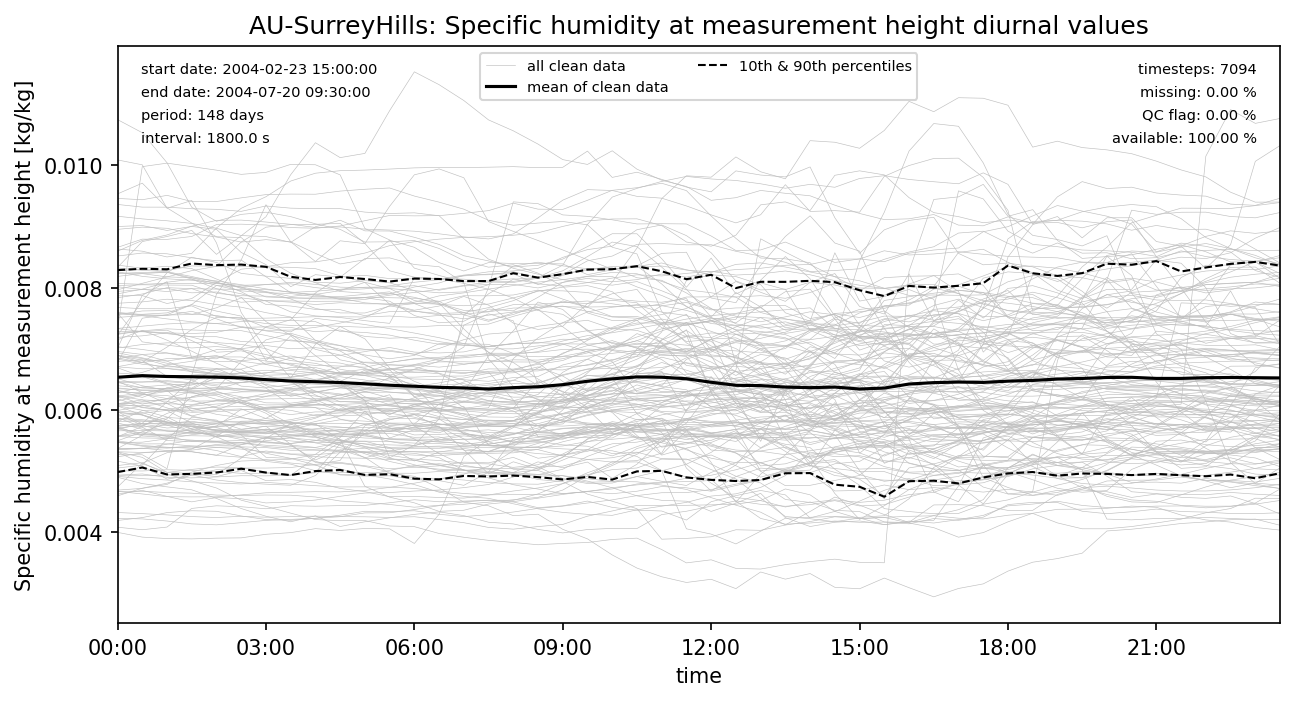 AU-SurreyHills: Specific humidity at measurement height diurnal values
start date: 2004-02-23 15:00:00
end date: 2004-07-20 09:30:00
period: 148 days
interval: 1800.0 s
all clean data
mean of clean data
10th & 90th percentiles
timesteps: 7094
missing: 0.00 %
QC flag: 0.00 %
available: 100.00 %
Specific humidity at measurement height [kg/kg]
0.010
0.008
0.006
0.004
00:00 03:00 06:00 09:00 12:00 15:00 18:00 21:00
time